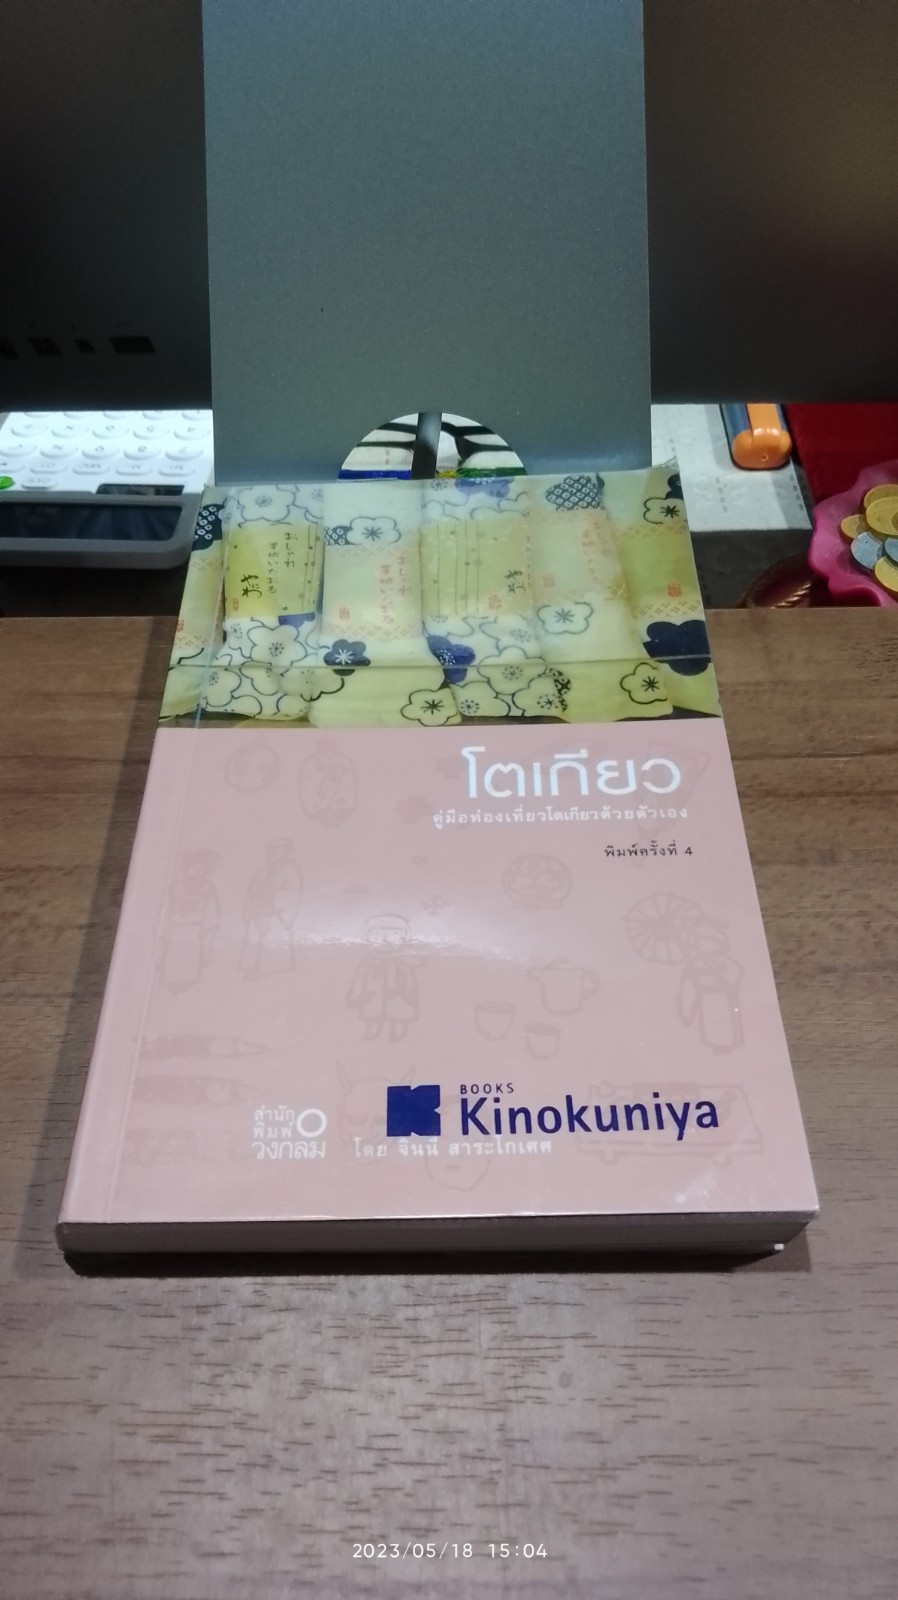 โตเกียว
คู่มือท่องเที่ยวโตเกียวด้วยตัวเอง
พิมพ์ครั้งที่ 4
BOOKS
Kinokuniya
สำนัก
พิมพ์
วงกลม
โดย จินนี่ สาระโกเศศ
2023/05/18 15:04